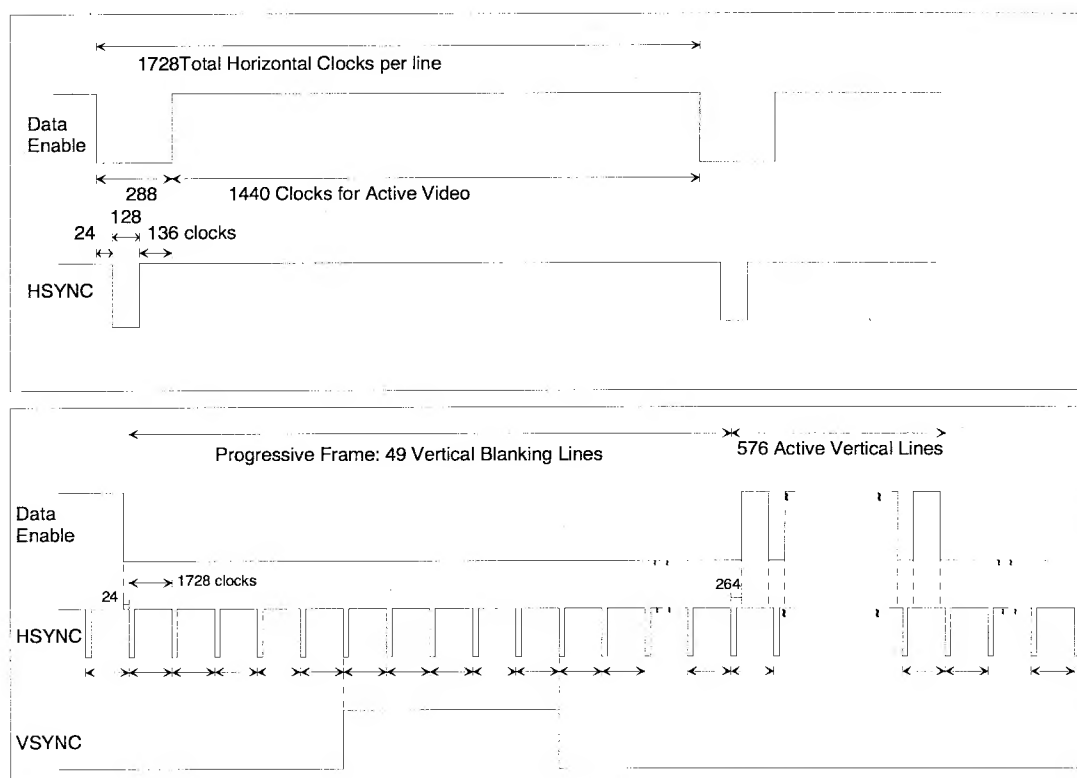 1728Total Horizontal Clocks per line
Data
Enable
288
1440 Clocks for Active Video
128
24
136 clocks
HSYNC
Progressive Frame: 49 Vertical Blanking Lines
576 Active Vertical Lines
Data
Enable
1728 clocks
24
264
HSYNC
VSYNC